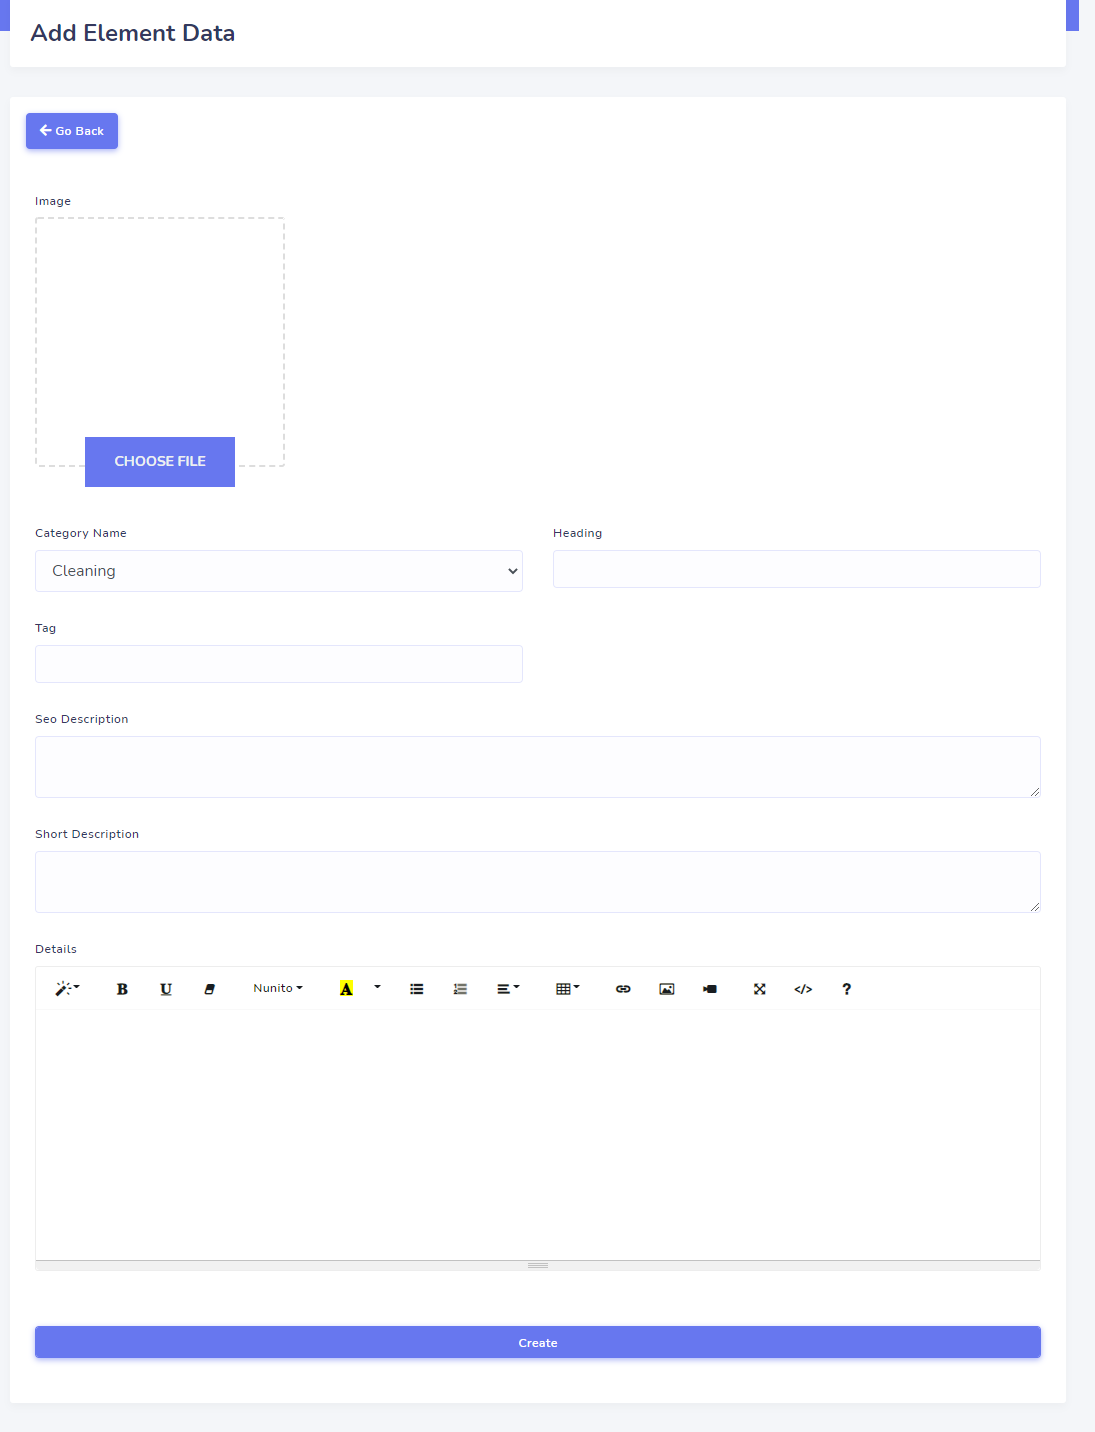 Add Element Data
Go Back
Image
CHOOSE FILE
Category Name
Heading
Cleaning
Tag
Seo Description
Short Description
Details
B U Nunito A </> ?
Create